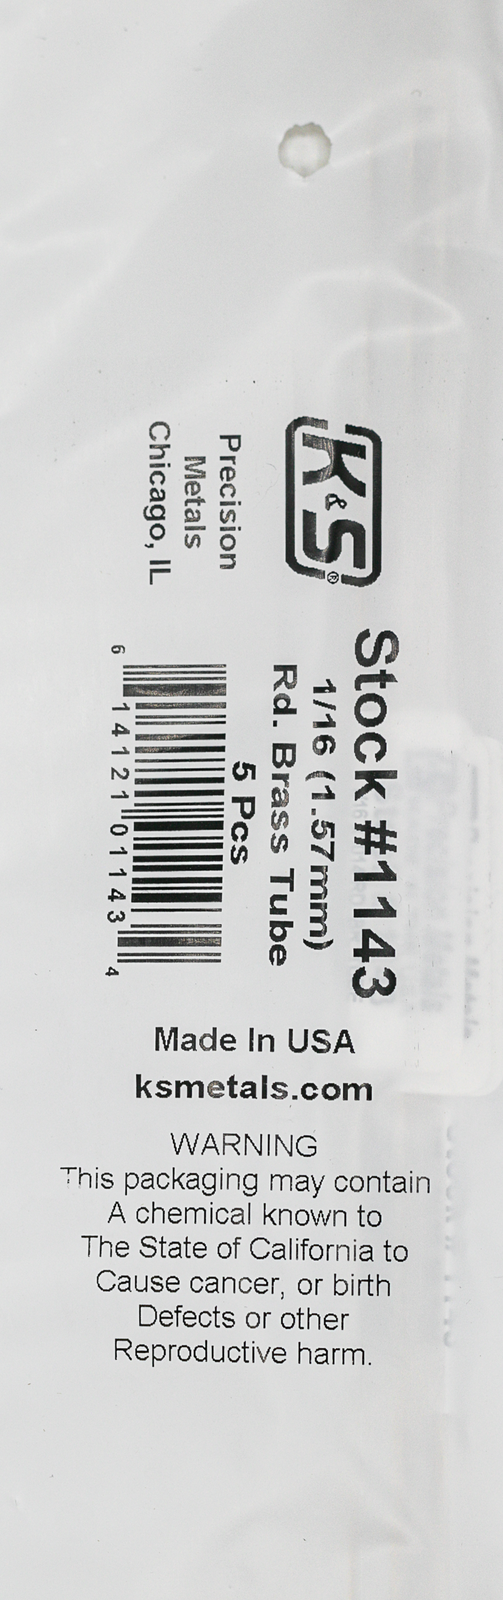 K&S®
Precision
Metals
Chicago, IL
Stock #1143
1/16 (1.57mm)
Rd. Brass Tube
5 Pcs
6 14121 01143 4
Made In USA
ksmetals.com
WARNING
This packaging may contain
A chemical known to
The State of California to
Cause cancer, or birth
Defects or other
Reproductive harm.